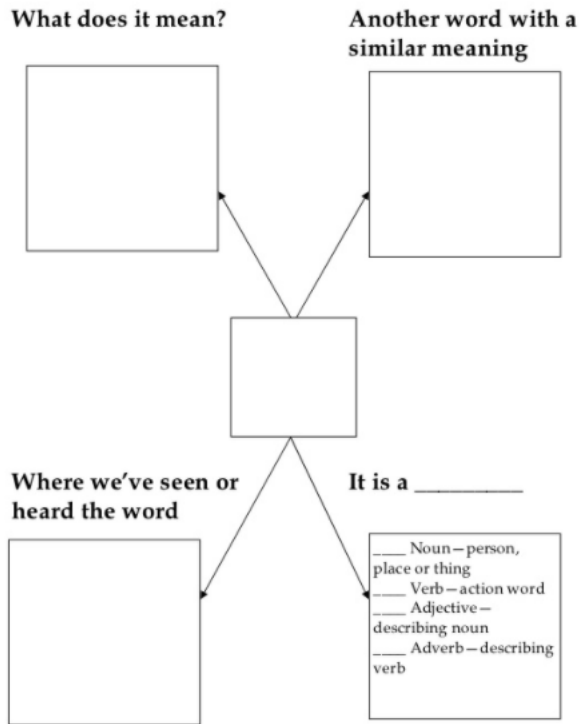 What does it mean?
Another word with a
similar meaning
Where we've seen or
heard the word
It is a _________
____ Noun—person,
place or thing
____ Verb—action word
____ Adjective—
describing noun
____ Adverb—describing
verb